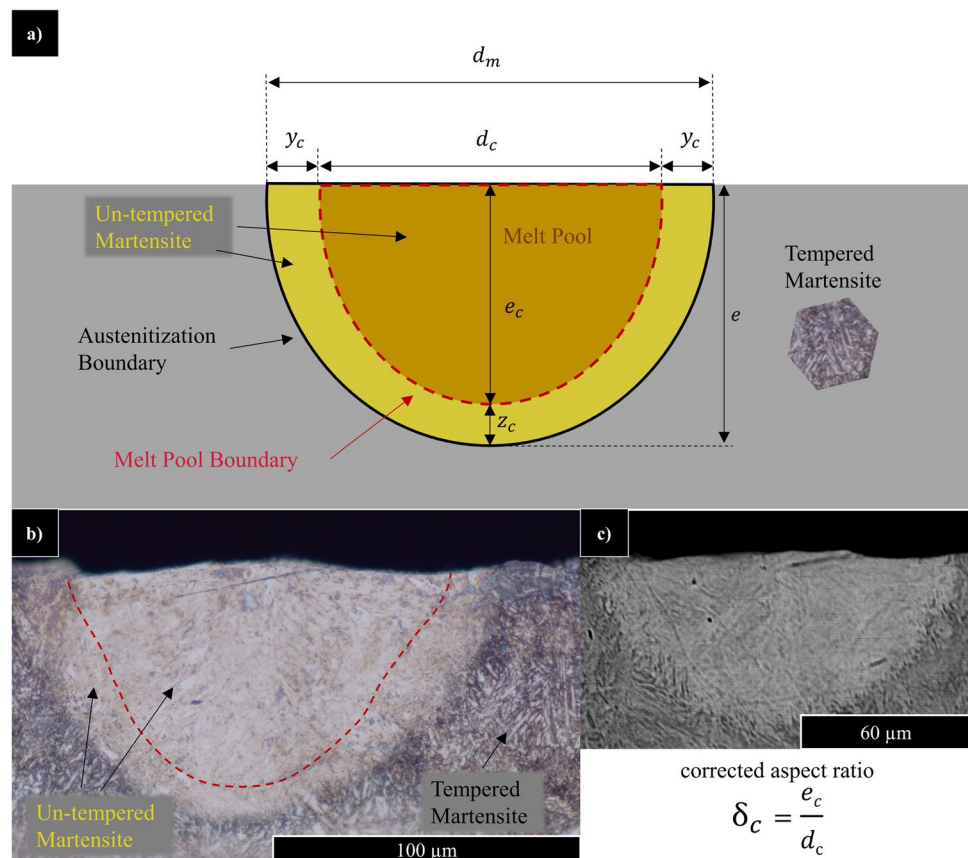 a)
d_m
y_c
d_c
y_c
Un-tempered
Martensite
Melt Pool
Tempered
Martensite
e_c
e
Austenitization
Boundary
z_c
Melt Pool Boundary
b)
c)
Un-tempered
Martensite
Tempered
Martensite
100 µm
60 µm
corrected aspect ratio
δ_c = e_c / d_c